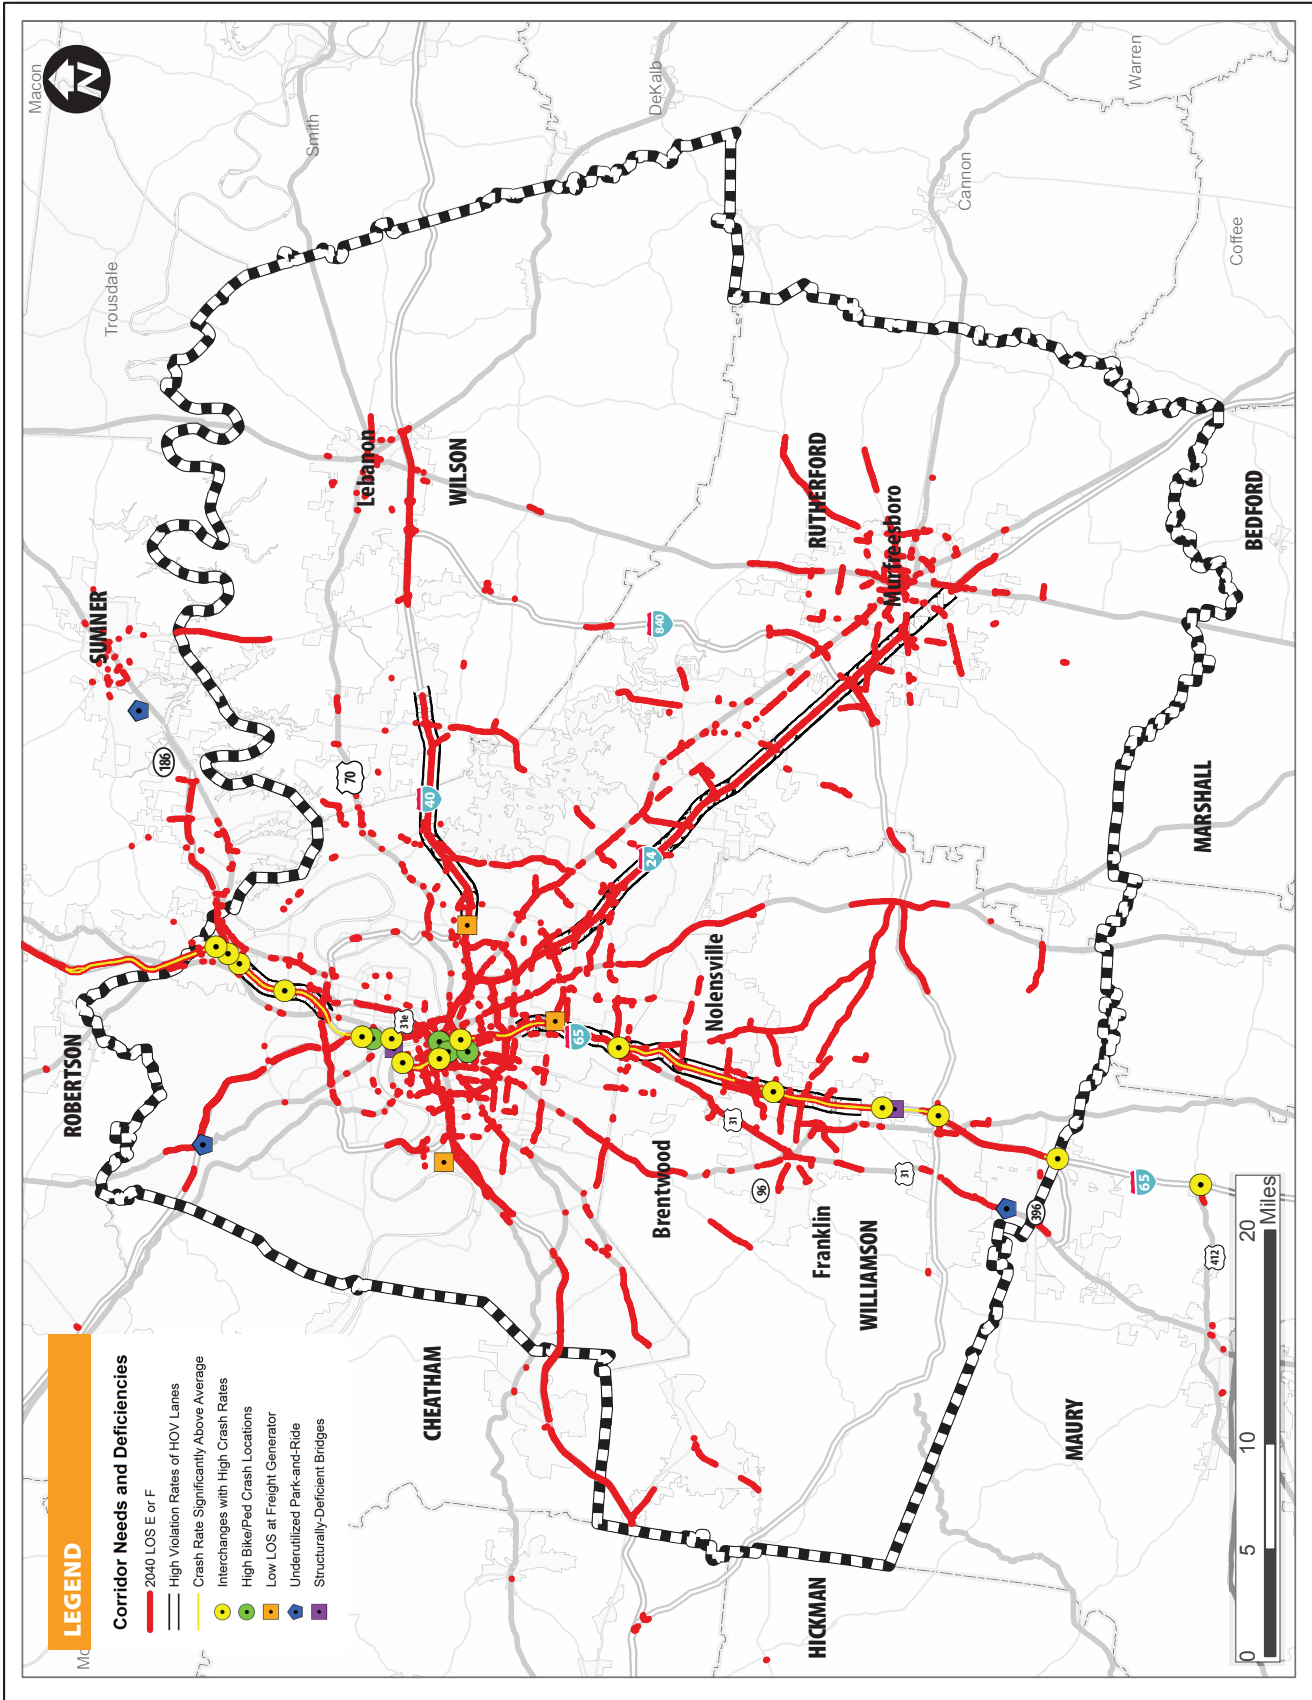 LEGEND
Corridor Needs and Deficiencies
2040 LOS E or F
High Violation Rates of HOV Lanes
Crash Rate Significantly Above Average
Interchanges with High Crash Rates
High Bike/Ped Crash Locations
Low LOS at Freight Generator
Underutilized Park-and-Ride
Structurally-Deficient Bridges
N
Macon
Smith
DeKalb
Warren
Trousdale
Cannon
Coffee
SUMNER
Lebanon
WILSON
RUTHERFORD
Murfreesboro
BEDFORD
186
70
40
840
24
MARSHALL
ROBERTSON
31e
65
Nolensville
31
Brentwood
96
31
Franklin
WILLIAMSON
396
65
412
CHEATHAM
MAURY
HICKMAN
0 5 10 20
Miles